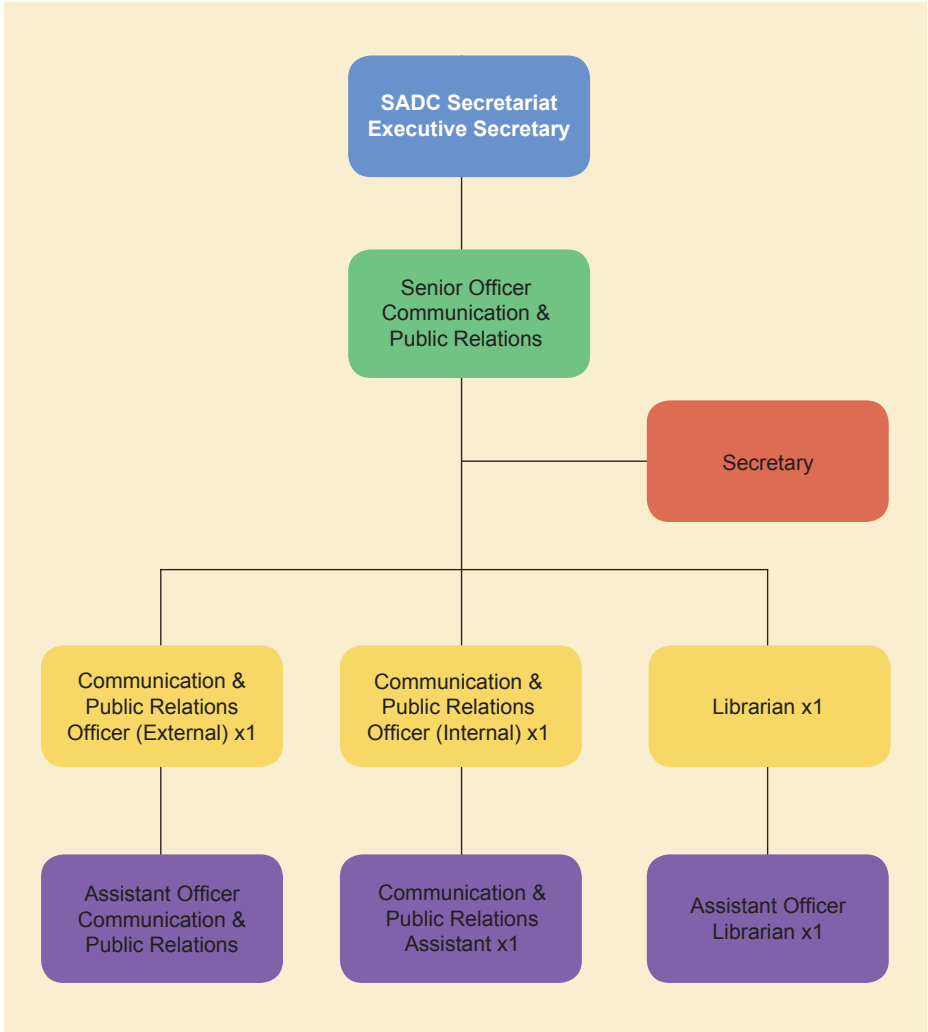 SADC Secretariat
Executive Secretary
Senior Officer
Communication &
Public Relations
Secretary
Communication &
Public Relations
Officer (External) x1
Communication &
Public Relations
Officer (Internal) x1
Librarian x1
Assistant Officer
Communication &
Public Relations
Communication &
Public Relations
Assistant x1
Assistant Officer
Librarian x1